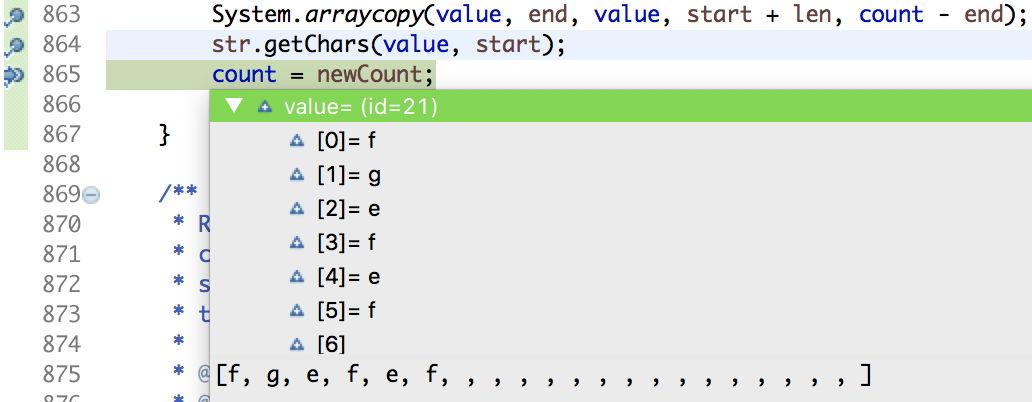 863 System.arraycopy(value, end, value, start + len, count - end);
864 str.getChars(value, start);
865 count = newCount;
866
value= (id=21)
867 }
[0]= f
868
[1]= g
869 /**
[2]= e
870 * R
871 * c
[3]= f
872 * s
[4]= e
873 * t
[5]= f
874 *
[6]
875 * @
[f, g, e, f, e, f, , , , , , , , , , , , , , , , ]
876 * @